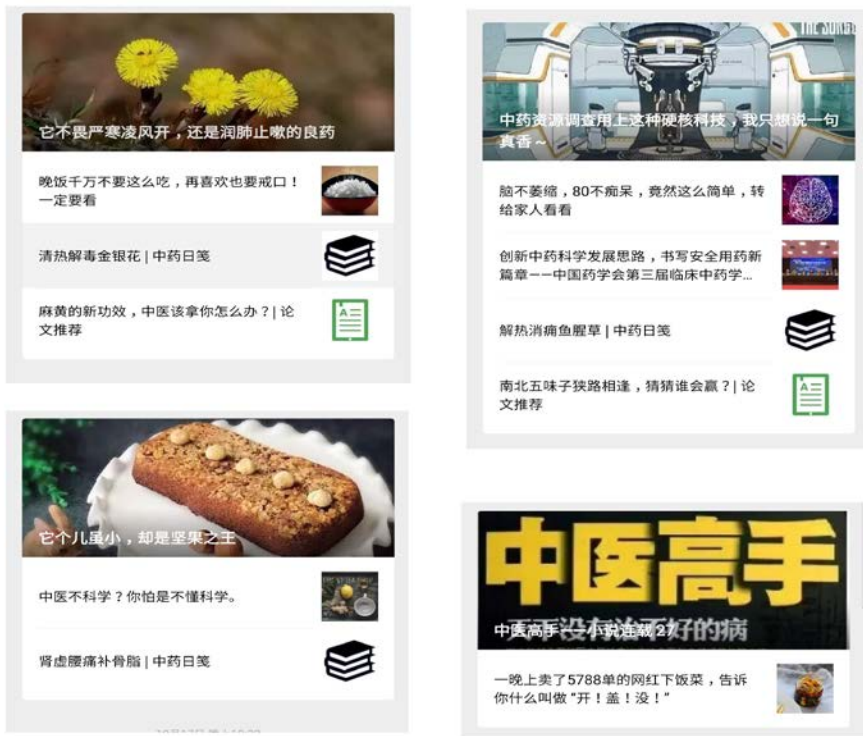 它不畏严寒凌风开，还是润肺止嗽的良药
晚饭千万不要这么吃，再喜欢也要戒口！
一定要看
清热解毒金银花 | 中药日笺
麻黄的新功效，中医该拿你怎么办？| 论
文推荐
它个儿虽小，却是坚果之王
中医不科学？你怕是不懂科学。
肾虚腰痛补骨脂 | 中药日笺
中药资源调查用上这种硬核科技，我只想说一句
真香～
脑不萎缩，80不痴呆，竟然这么简单，转
给家人看看
创新中药科学发展思路，书写安全用药新
篇章——中国药学会第三届临床中药学...
解热消痈鱼腥草 | 中药日笺
南北五味子狭路相逢，猜猜谁会赢？| 论
文推荐
中医高手
天下没有治不好的病
中医高手——小说连载 27
一晚上卖了5788单的网红下饭菜，告诉
你什么叫做“开！盖！没！”